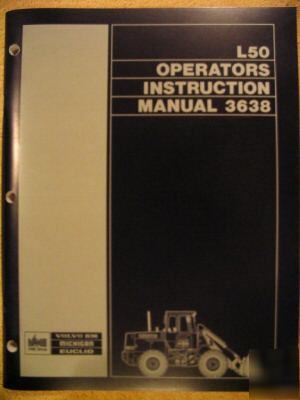 L50
OPERATORS
INSTRUCTION
MANUAL 3638
VOLVO BM
MICHIGAN
EUCLID